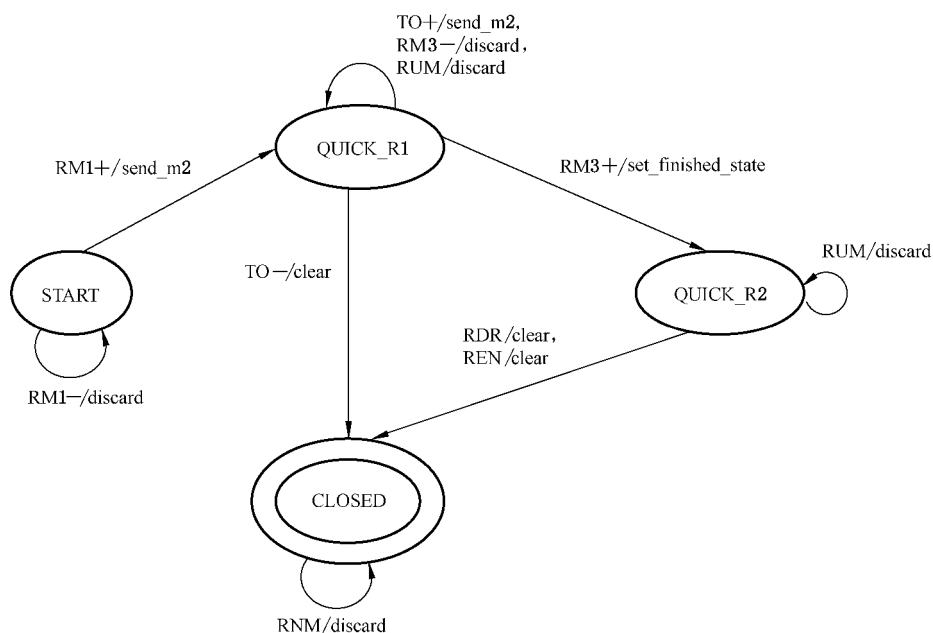 TO+/send_m2,
RM3−/discard,
RUM/discard
QUICK_R1
RM1+/send_m2
RM3+/set_finished_state
TO−/clear
RUM/discard
START
QUICK_R2
RDR/clear,
REN/clear
RM1−/discard
CLOSED
RNM/discard